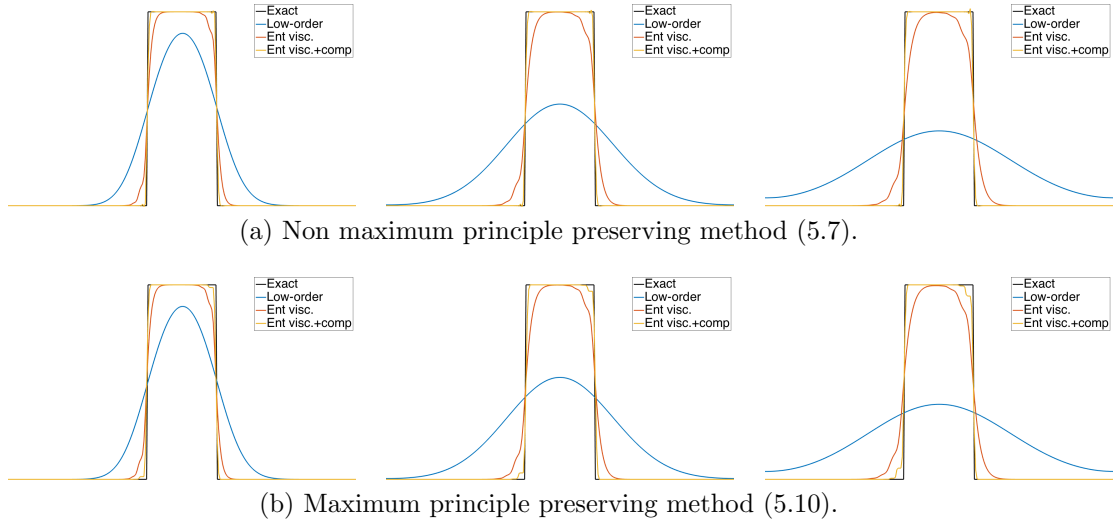 Exact
Low-order
Ent visc.
Ent visc.+comp
Exact
Low-order
Ent visc.
Ent visc.+comp
Exact
Low-order
Ent visc.
Ent visc.+comp
(a) Non maximum principle preserving method (5.7).
Exact
Low-order
Ent visc.
Ent visc.+comp
Exact
Low-order
Ent visc.
Ent visc.+comp
Exact
Low-order
Ent visc.
Ent visc.+comp
(b) Maximum principle preserving method (5.10).